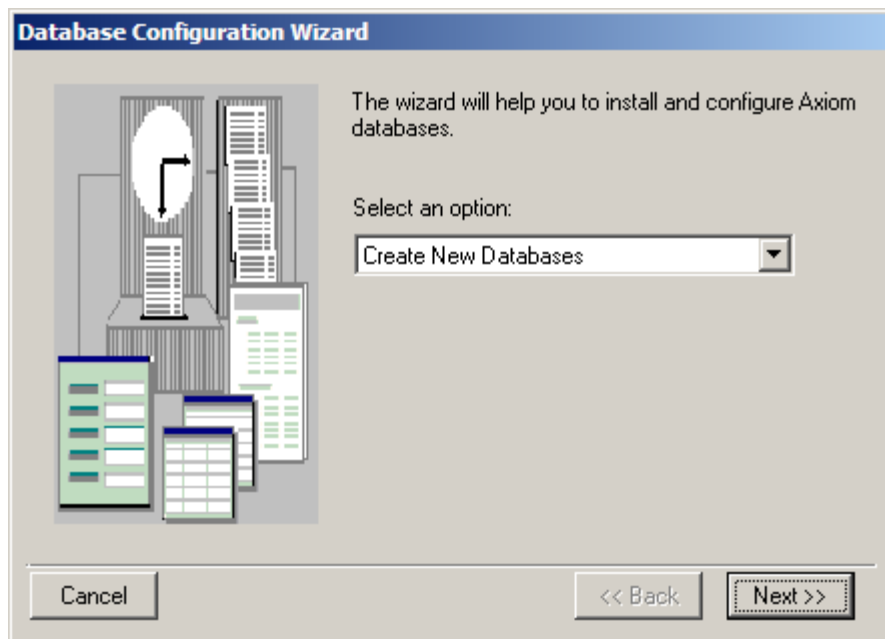 Database Configuration Wizard
The wizard will help you to install and configure Axiom
databases.
Select an option:
Create New Databases
Cancel
<< Back
Next >>